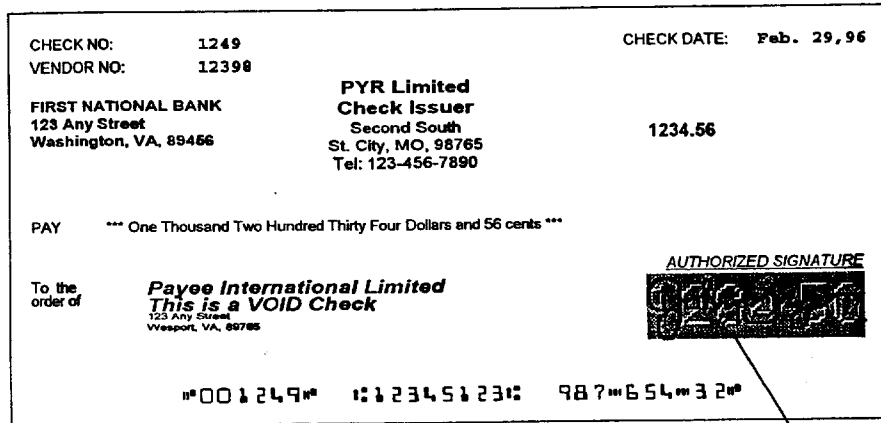 CHECK NO: 1249
CHECK DATE: Feb. 29,96
VENDOR NO: 12398
PYR Limited
Check Issuer
Second South
St. City, MO, 98765
Tel: 123-456-7890
FIRST NATIONAL BANK
123 Any Street
Washington, VA, 89456
1234.56
PAY *** One Thousand Two Hundred Thirty Four Dollars and 56 cents ***
AUTHORIZED SIGNATURE
To the
order of
Payee International Limited
This is a VOID Check
123 Any Street
Wesport, VA, 89765
⑈001249⑈ ⑆12345123⑆ 987⑈654⑈32⑈